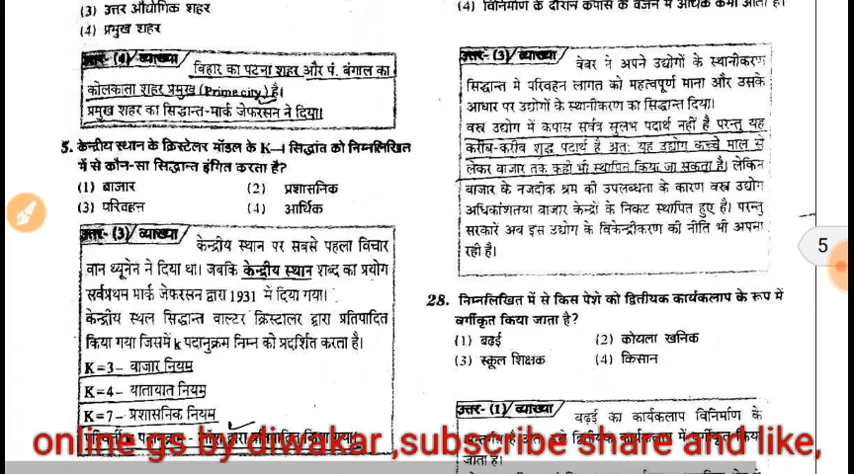 (3) उत्तर औद्योगिक शहर
(4) प्रमुख शहर
उत्तर- (4)/ व्याख्या/
बिहार का पटना शहर और पं. बंगाल का
कोलकाता शहर प्रमुख (Primecity) है।
प्रमुख शहर का सिद्धान्त-मार्क जेफरसन ने दिया।
5. केन्द्रीय स्थान के क्रिस्टेलर मॉडल के K–4 सिद्धांत को निम्नलिखित
में से कौन-सा सिद्धान्त इंगित करता है?
(1) बाजार (2) प्रशासनिक
(3) परिवहन (4) आर्थिक
उत्तर- (3)/ व्याख्या/
केन्द्रीय स्थान पर सबसे पहला विचार
वान थ्यूनेन ने दिया था। जबकि केन्द्रीय स्थान शब्द का प्रयोग
सर्वप्रथम मार्क जेफरसन द्वारा 1931 में दिया गया।
केन्द्रीय स्थल सिद्धान्त वाल्टर क्रिस्टालर द्वारा प्रतिपादित
किया गया जिसमें k पदानुक्रम निम्न को प्रदर्शित करता है।
K=3– बाजार नियम
K=4– यातायात नियम
K=7– प्रशासनिक नियम
पदानुक्रम - द्वारा प्रतिपादित किया गया।
(4) विनिर्माण के दौरान कपास के वजन में अधिक कमी आती है।
उत्तर- (3)/ व्याख्या/
वेबर ने अपने उद्योगों के स्थानीकरण
सिद्धान्त मे परिवहन लागत को महत्वपूर्ण माना और उसके
आधार पर उद्योगों के स्थानीकरण का सिद्धान्त दिया।
वस्त्र उद्योग में कपास सर्वत्र सुलभ पदार्थ नहीं है परन्तु यह
करीब-करीब शुद्ध पदार्थ है अतः यह उद्योग कच्चे माल से
लेकर बाजार तक कहीं भी स्थापित किया जा सकता है। लेकिन
बाजार के नजदीक श्रम की उपलब्धता के कारण वस्त्र उद्योग
अधिकांशतया बाजार केन्द्रों के निकट स्थापित हुए है। परन्तु
सरकारें अब इस उद्योग के विकेन्द्रीकरण की नीति भी अपना
रही है।
5
28. निम्नलिखित में से किस पेशे को द्वितीयक कार्यकलाप के रूप में
वर्गीकृत किया जाता है?
(1) बढ़ई (2) कोयला खनिक
(3) स्कूल शिक्षक (4) किसान
उत्तर- (1)/ व्याख्या/
बढ़ई का कार्यकलाप विनिर्माण के
द्वितीयक कार्यकलाप में वर्गीकृत किया
जाता है।
online gs by diwakar ,subscribe share and like,